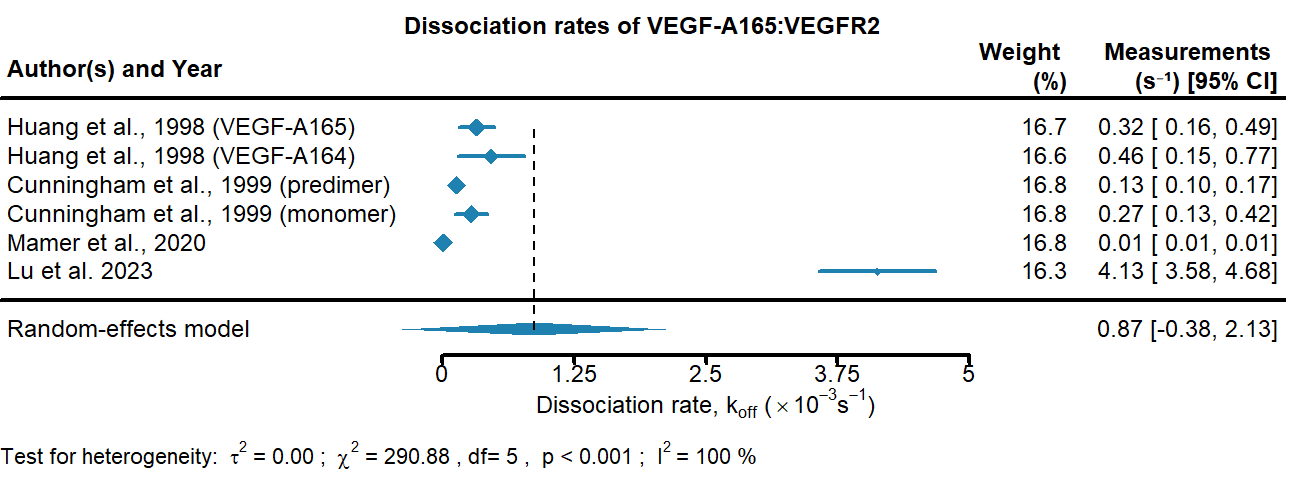 Dissociation rates of VEGF-A165:VEGFR2
Author(s) and Year Weight (%) Measurements (s⁻¹) [95% CI]
Huang et al., 1998 (VEGF-A165) 16.7 0.32 [ 0.16, 0.49]
Huang et al., 1998 (VEGF-A164) 16.6 0.46 [ 0.15, 0.77]
Cunningham et al., 1999 (predimer) 16.8 0.13 [ 0.10, 0.17]
Cunningham et al., 1999 (monomer) 16.8 0.27 [ 0.13, 0.42]
Mamer et al., 2020 16.8 0.01 [ 0.01, 0.01]
Lu et al. 2023 16.3 4.13 [ 3.58, 4.68]
Random-effects model 0.87 [-0.38, 2.13]
0 1.25 2.5 3.75 5
Dissociation rate, k_off (×10⁻³s⁻¹)
Test for heterogeneity: τ² = 0.00 ; χ² = 290.88 , df= 5 , p < 0.001 ; I² = 100 %